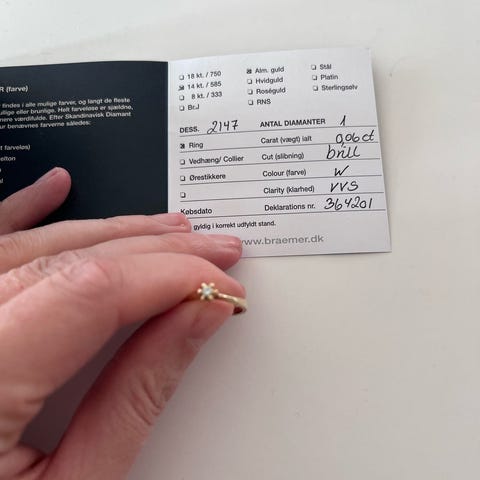 R (farve)
findes i alle mulige farver, og langt de fleste
ullige eller brunlige. Helt farveløse er sjældne,
mere værdifulde. Efter Skandinavisk Diamant
ur benævnes farverne således:
t farveløs)
elton
☐ 18 kt. / 750
☒ 14 kt. / 585
☐ 8 kt. / 333
☐ Br.J
☒ Alm. guld
☐ Hvidguld
☐ Roséguld
☐ RNS
☐ Stål
☐ Platin
☐ Sterlingsølv
DESS. 2147 ANTAL DIAMANTER 1
☒ Ring Carat (vægt) ialt 0,06 ct
☐ Vedhæng/ Collier Cut (slibning) brill
☐ Ørestikkere Colour (farve) W
☐ Clarity (klarhed) VVS
Købsdato Deklarations nr. 364201
gyldig i korrekt udfyldt stand.
www.braemer.dk